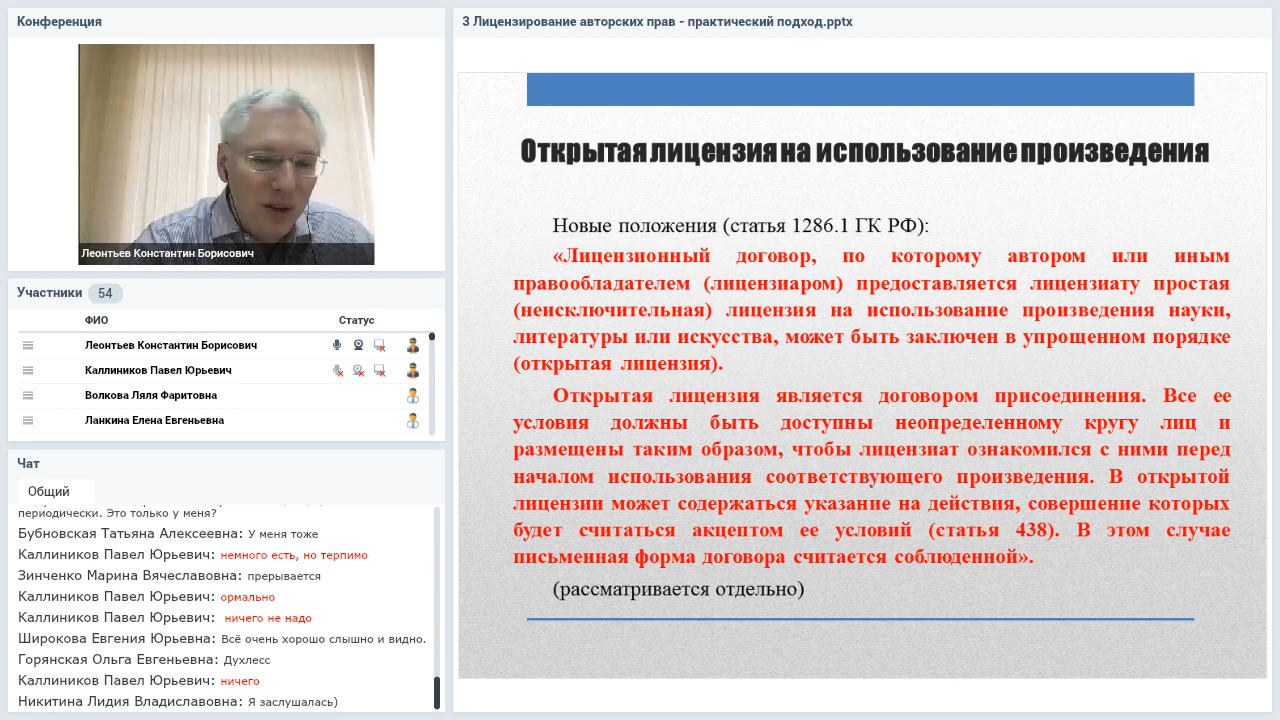 Конференция
Леонтьев Константин Борисович
Участники 54
ФИО Статус
Леонтьев Константин Борисович
Каллиников Павел Юрьевич
Волкова Ляля Фаритовна
Ланкина Елена Евгеньевна
Чат
Общий
периодически. Это только у меня?
Бубновская Татьяна Алексеевна: У меня тоже
Каллиников Павел Юрьевич: немного есть, но терпимо
Зинченко Марина Вячеславовна: прерывается
Каллиников Павел Юрьевич: ормально
Каллиников Павел Юрьевич: ничего не надо
Широкова Евгения Юрьевна: Всё очень хорошо слышно и видно.
Горянская Ольга Евгеньевна: Духлесс
Каллиников Павел Юрьевич: ничего
Никитина Лидия Владиславовна: Я заслушалась)
3 Лицензирование авторских прав - практический подход.pptx
Открытая лицензия на использование произведения
Новые положения (статья 1286.1 ГК РФ):
«Лицензионный договор, по которому автором или иным
правообладателем (лицензиаром) предоставляется лицензиату простая
(неисключительная) лицензия на использование произведения науки,
литературы или искусства, может быть заключен в упрощенном порядке
(открытая лицензия).
Открытая лицензия является договором присоединения. Все ее
условия должны быть доступны неопределенному кругу лиц и
размещены таким образом, чтобы лицензиат ознакомился с ними перед
началом использования соответствующего произведения. В открытой
лицензии может содержаться указание на действия, совершение которых
будет считаться акцептом ее условий (статья 438). В этом случае
письменная форма договора считается соблюденной».
(рассматривается отдельно)